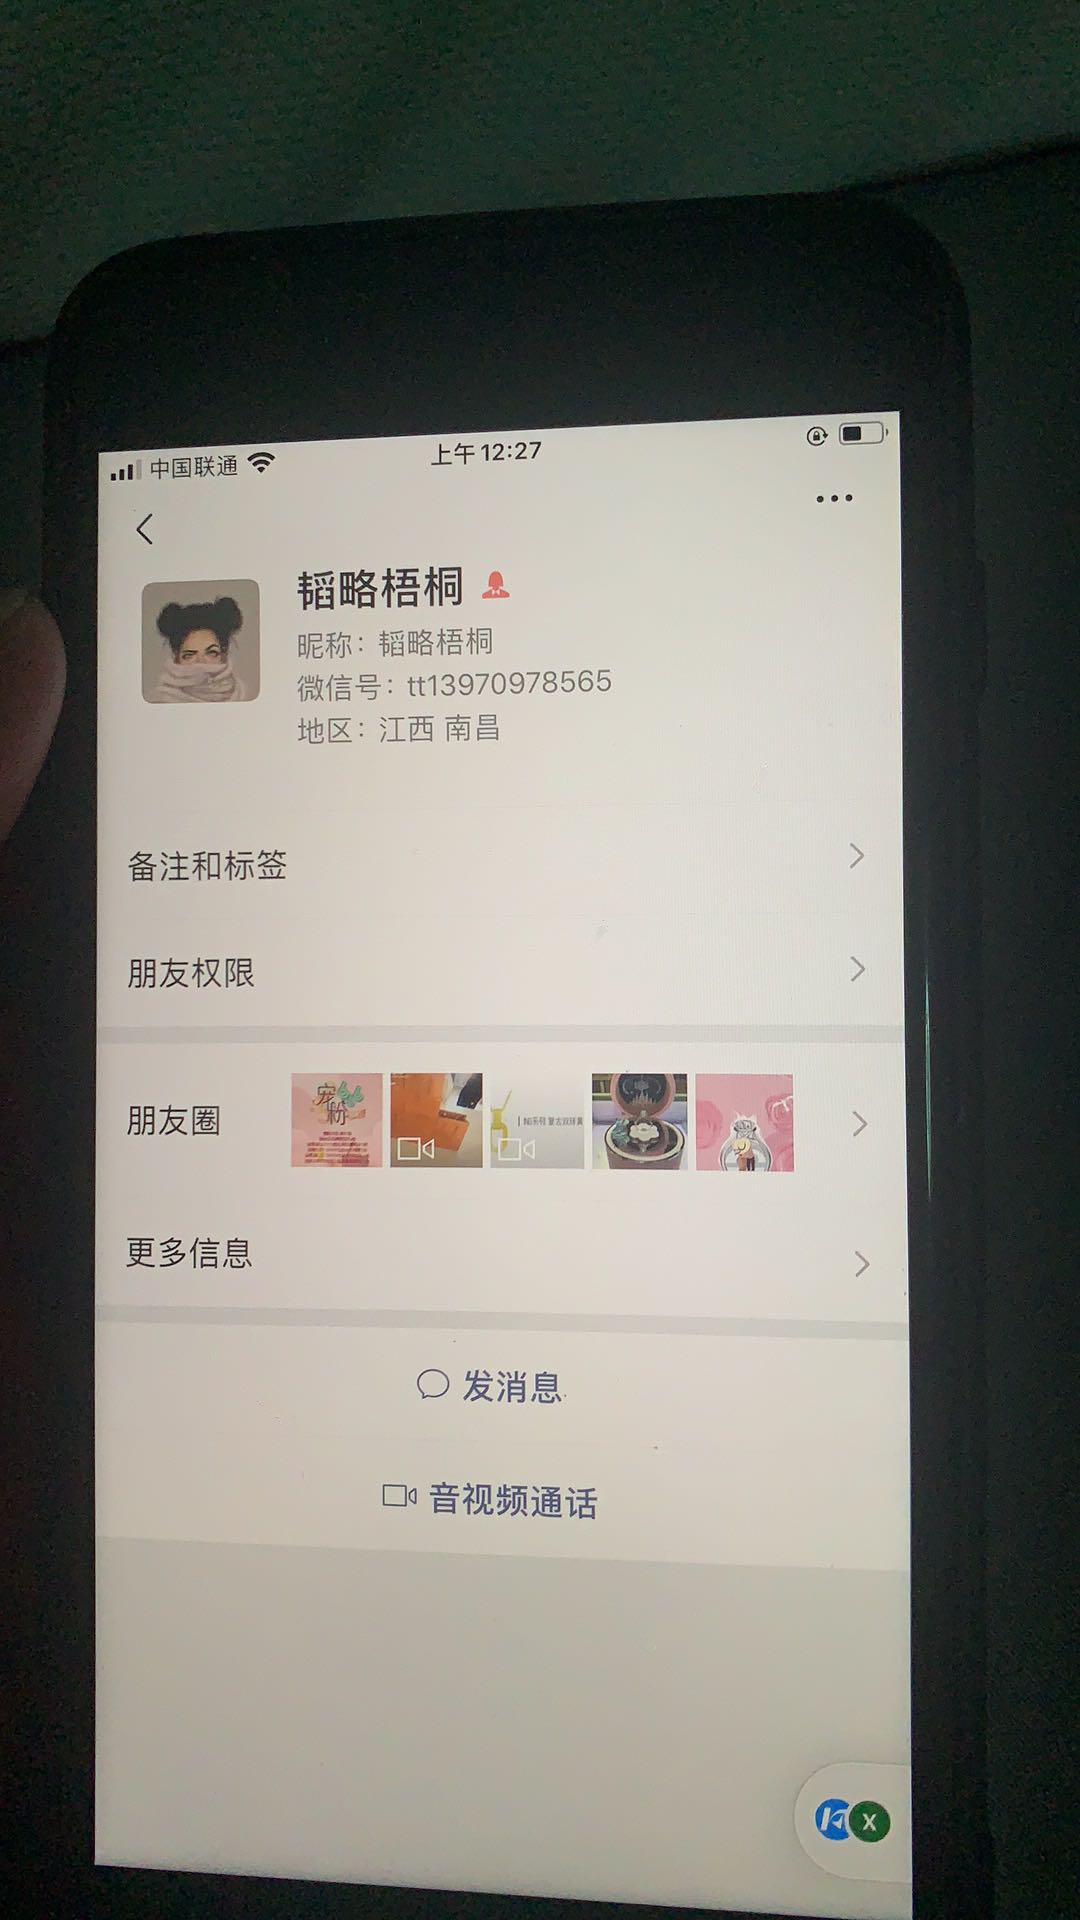 中国联通 上午12:27
韬略梧桐
昵称：韬略梧桐
微信号：tt13970978565
地区：江西 南昌
备注和标签
朋友权限
朋友圈
宠粉
更多信息
发消息
音视频通话
X